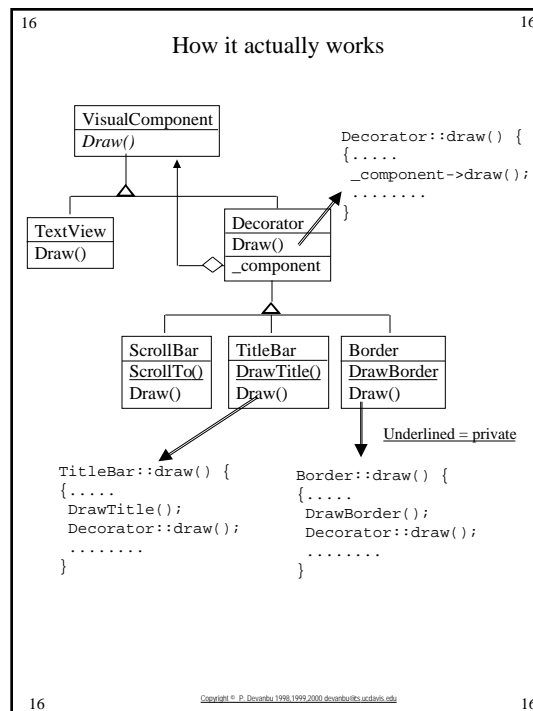 16
16
How it actually works
VisualComponent
Draw()
Decorator::draw() {
{.....
_component->draw();
........
}
TextView
Draw()
Decorator
Draw()
_component
ScrollBar
ScrollTo()
Draw()
TitleBar
DrawTitle()
Draw()
Border
DrawBorder
Draw()
Underlined = private
TitleBar::draw() {
{.....
DrawTitle();
Decorator::draw();
........
}
Border::draw() {
{.....
DrawBorder();
Decorator::draw();
........
}
16
Copyright © P. Devanbu 1998,1999,2000 devanbu@cs.ucdavis.edu
16